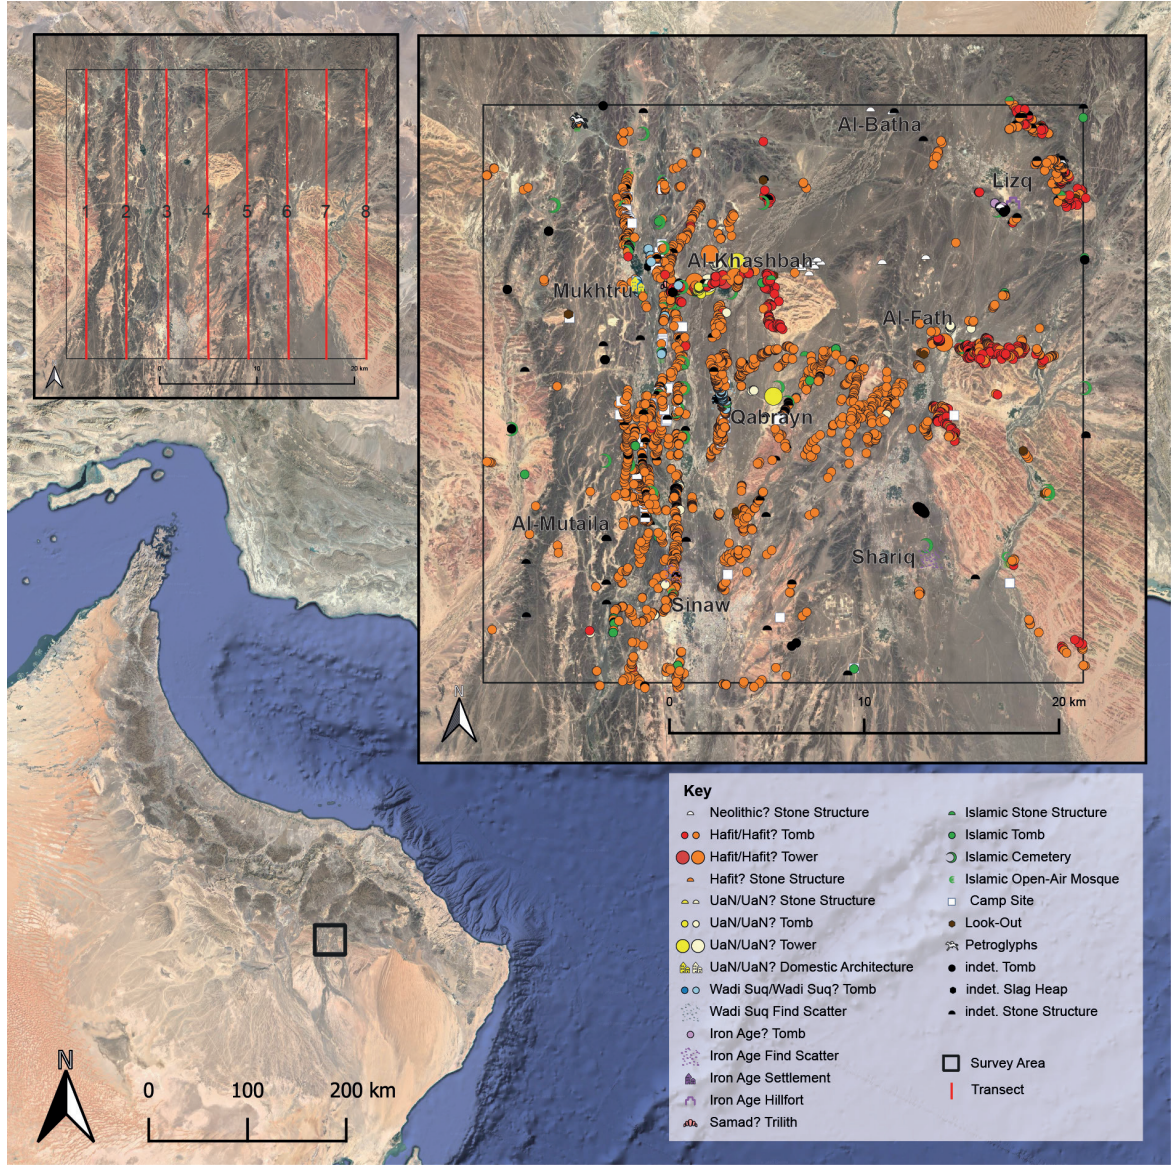 1 2 3 4 5 6 7 8
0 10 20 km
Al-Batha
Lizq
Al-Khashbah
Mukhtru
Al-Fath
Qabrayn
Al-Mutaila
Shariq
Sinaw
N
0 10 20 km
Key
Neolithic? Stone Structure
Hafit/Hafit? Tomb
Hafit/Hafit? Tower
Hafit? Stone Structure
UaN/UaN? Stone Structure
UaN/UaN? Tomb
UaN/UaN? Tower
UaN/UaN? Domestic Architecture
Wadi Suq/Wadi Suq? Tomb
Wadi Suq Find Scatter
Iron Age? Tomb
Iron Age Find Scatter
Iron Age Settlement
Iron Age Hillfort
Samad? Trilith
Islamic Stone Structure
Islamic Tomb
Islamic Cemetery
Islamic Open-Air Mosque
Camp Site
Look-Out
Petroglyphs
indet. Tomb
indet. Slag Heap
indet. Stone Structure
Survey Area
Transect
N
0 100 200 km